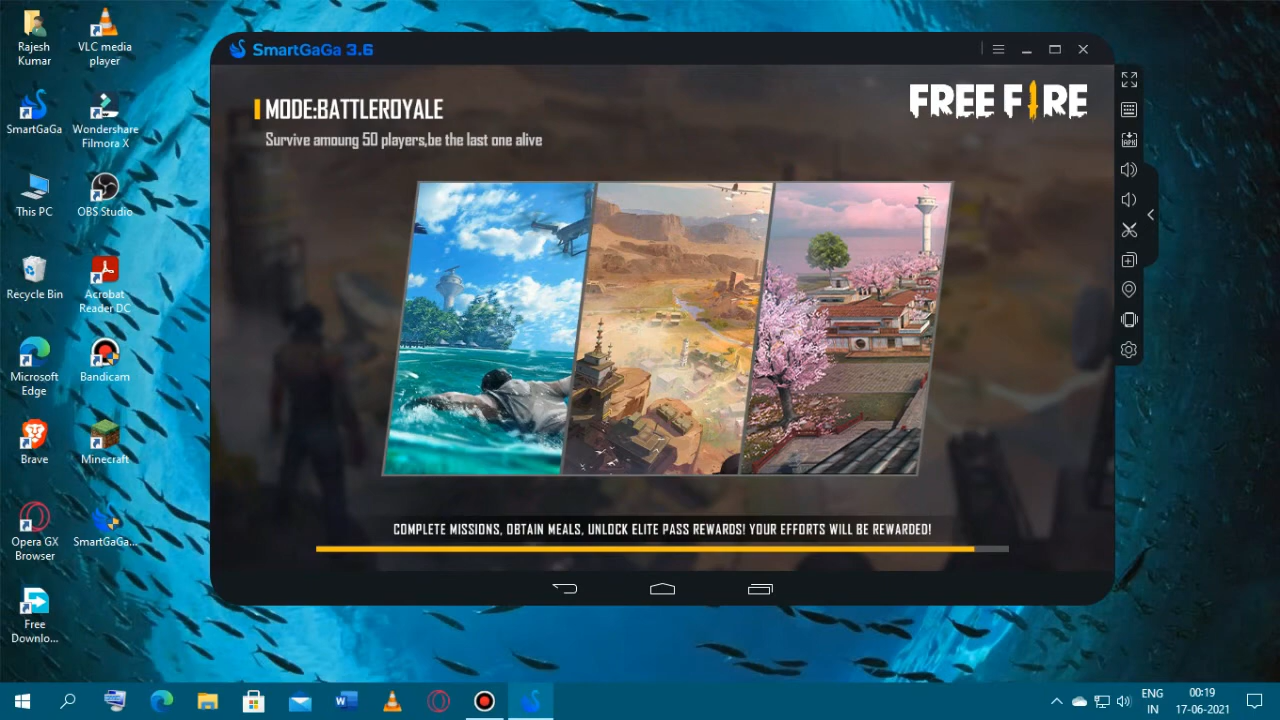 Rajesh
Kumar
VLC media
player
SmartGaGa
Wondershare
Filmora X
This PC
OBS Studio
Recycle Bin
Acrobat
Reader DC
Microsoft
Edge
Bandicam
Brave
Minecraft
Opera GX
Browser
SmartGaGa...
Free
Downlo...
SmartGaGa 3.6
MODE:BATTLEROYALE
Survive amoung 50 players,be the last one alive
FREE FIRE
APK
COMPLETE MISSIONS, OBTAIN MEALS, UNLOCK ELITE PASS REWARDS! YOUR EFFORTS WILL BE REWARDED!
ENG
IN
00:19
17-06-2021